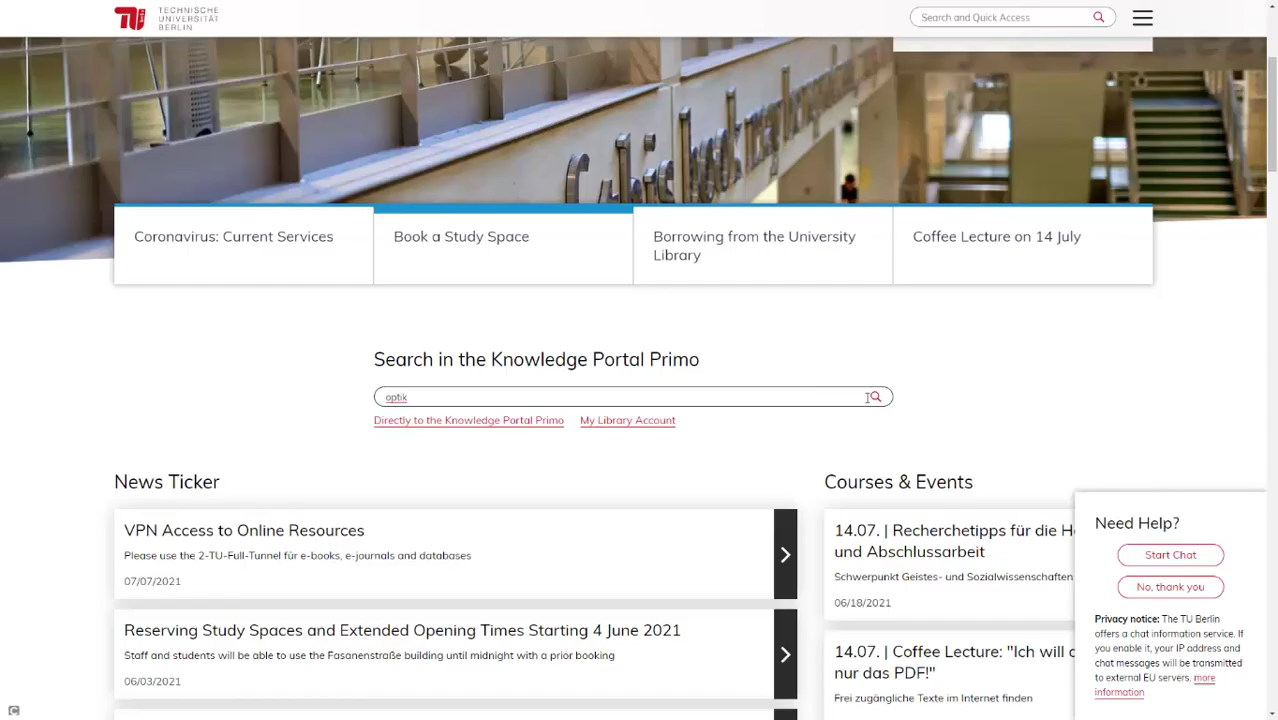 TECHNISCHE
UNIVERSITÄT
BERLIN
Search and Quick Access
Coronavirus: Current Services
Book a Study Space
Borrowing from the University
Library
Coffee Lecture on 14 July
Search in the Knowledge Portal Primo
optik
Directly to the Knowledge Portal Primo
My Library Account
News Ticker
VPN Access to Online Resources
Please use the 2-TU-Full-Tunnel für e-books, e-journals and databases
07/07/2021
Reserving Study Spaces and Extended Opening Times Starting 4 June 2021
Staff and students will be able to use the Fasanenstraße building until midnight with a prior booking
06/03/2021
Courses & Events
14.07. | Recherchetipps für die H
und Abschlussarbeit
Schwerpunkt Geistes- und Sozialwissenschaften
06/18/2021
14.07. | Coffee Lecture: "Ich will
nur das PDF!"
Frei zugängliche Texte im Internet finden
Need Help?
Start Chat
No, thank you
Privacy notice: The TU Berlin
offers a chat information service. If
you enable it, your IP address and
chat messages will be transmitted
to external EU servers. more
information